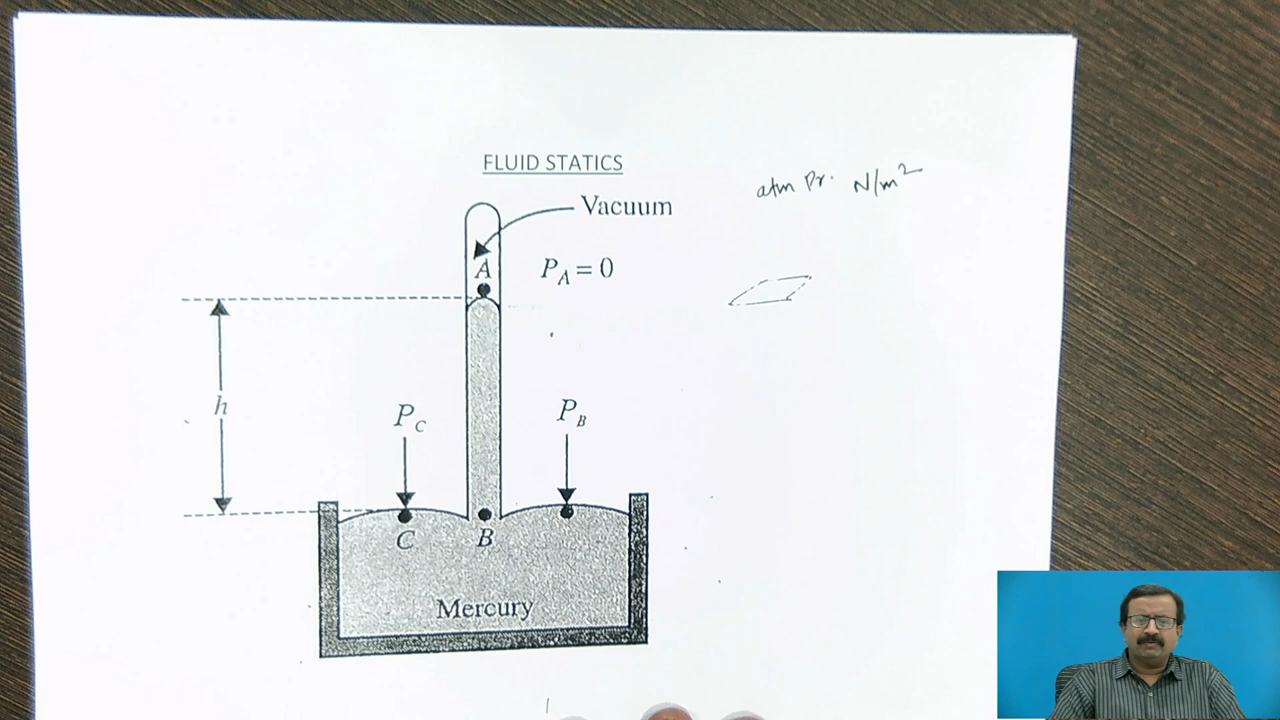 FLUID STATICS
atm Pr. N/m²
Vacuum
A
P_A = 0
h
P_C
P_B
C
B
Mercury